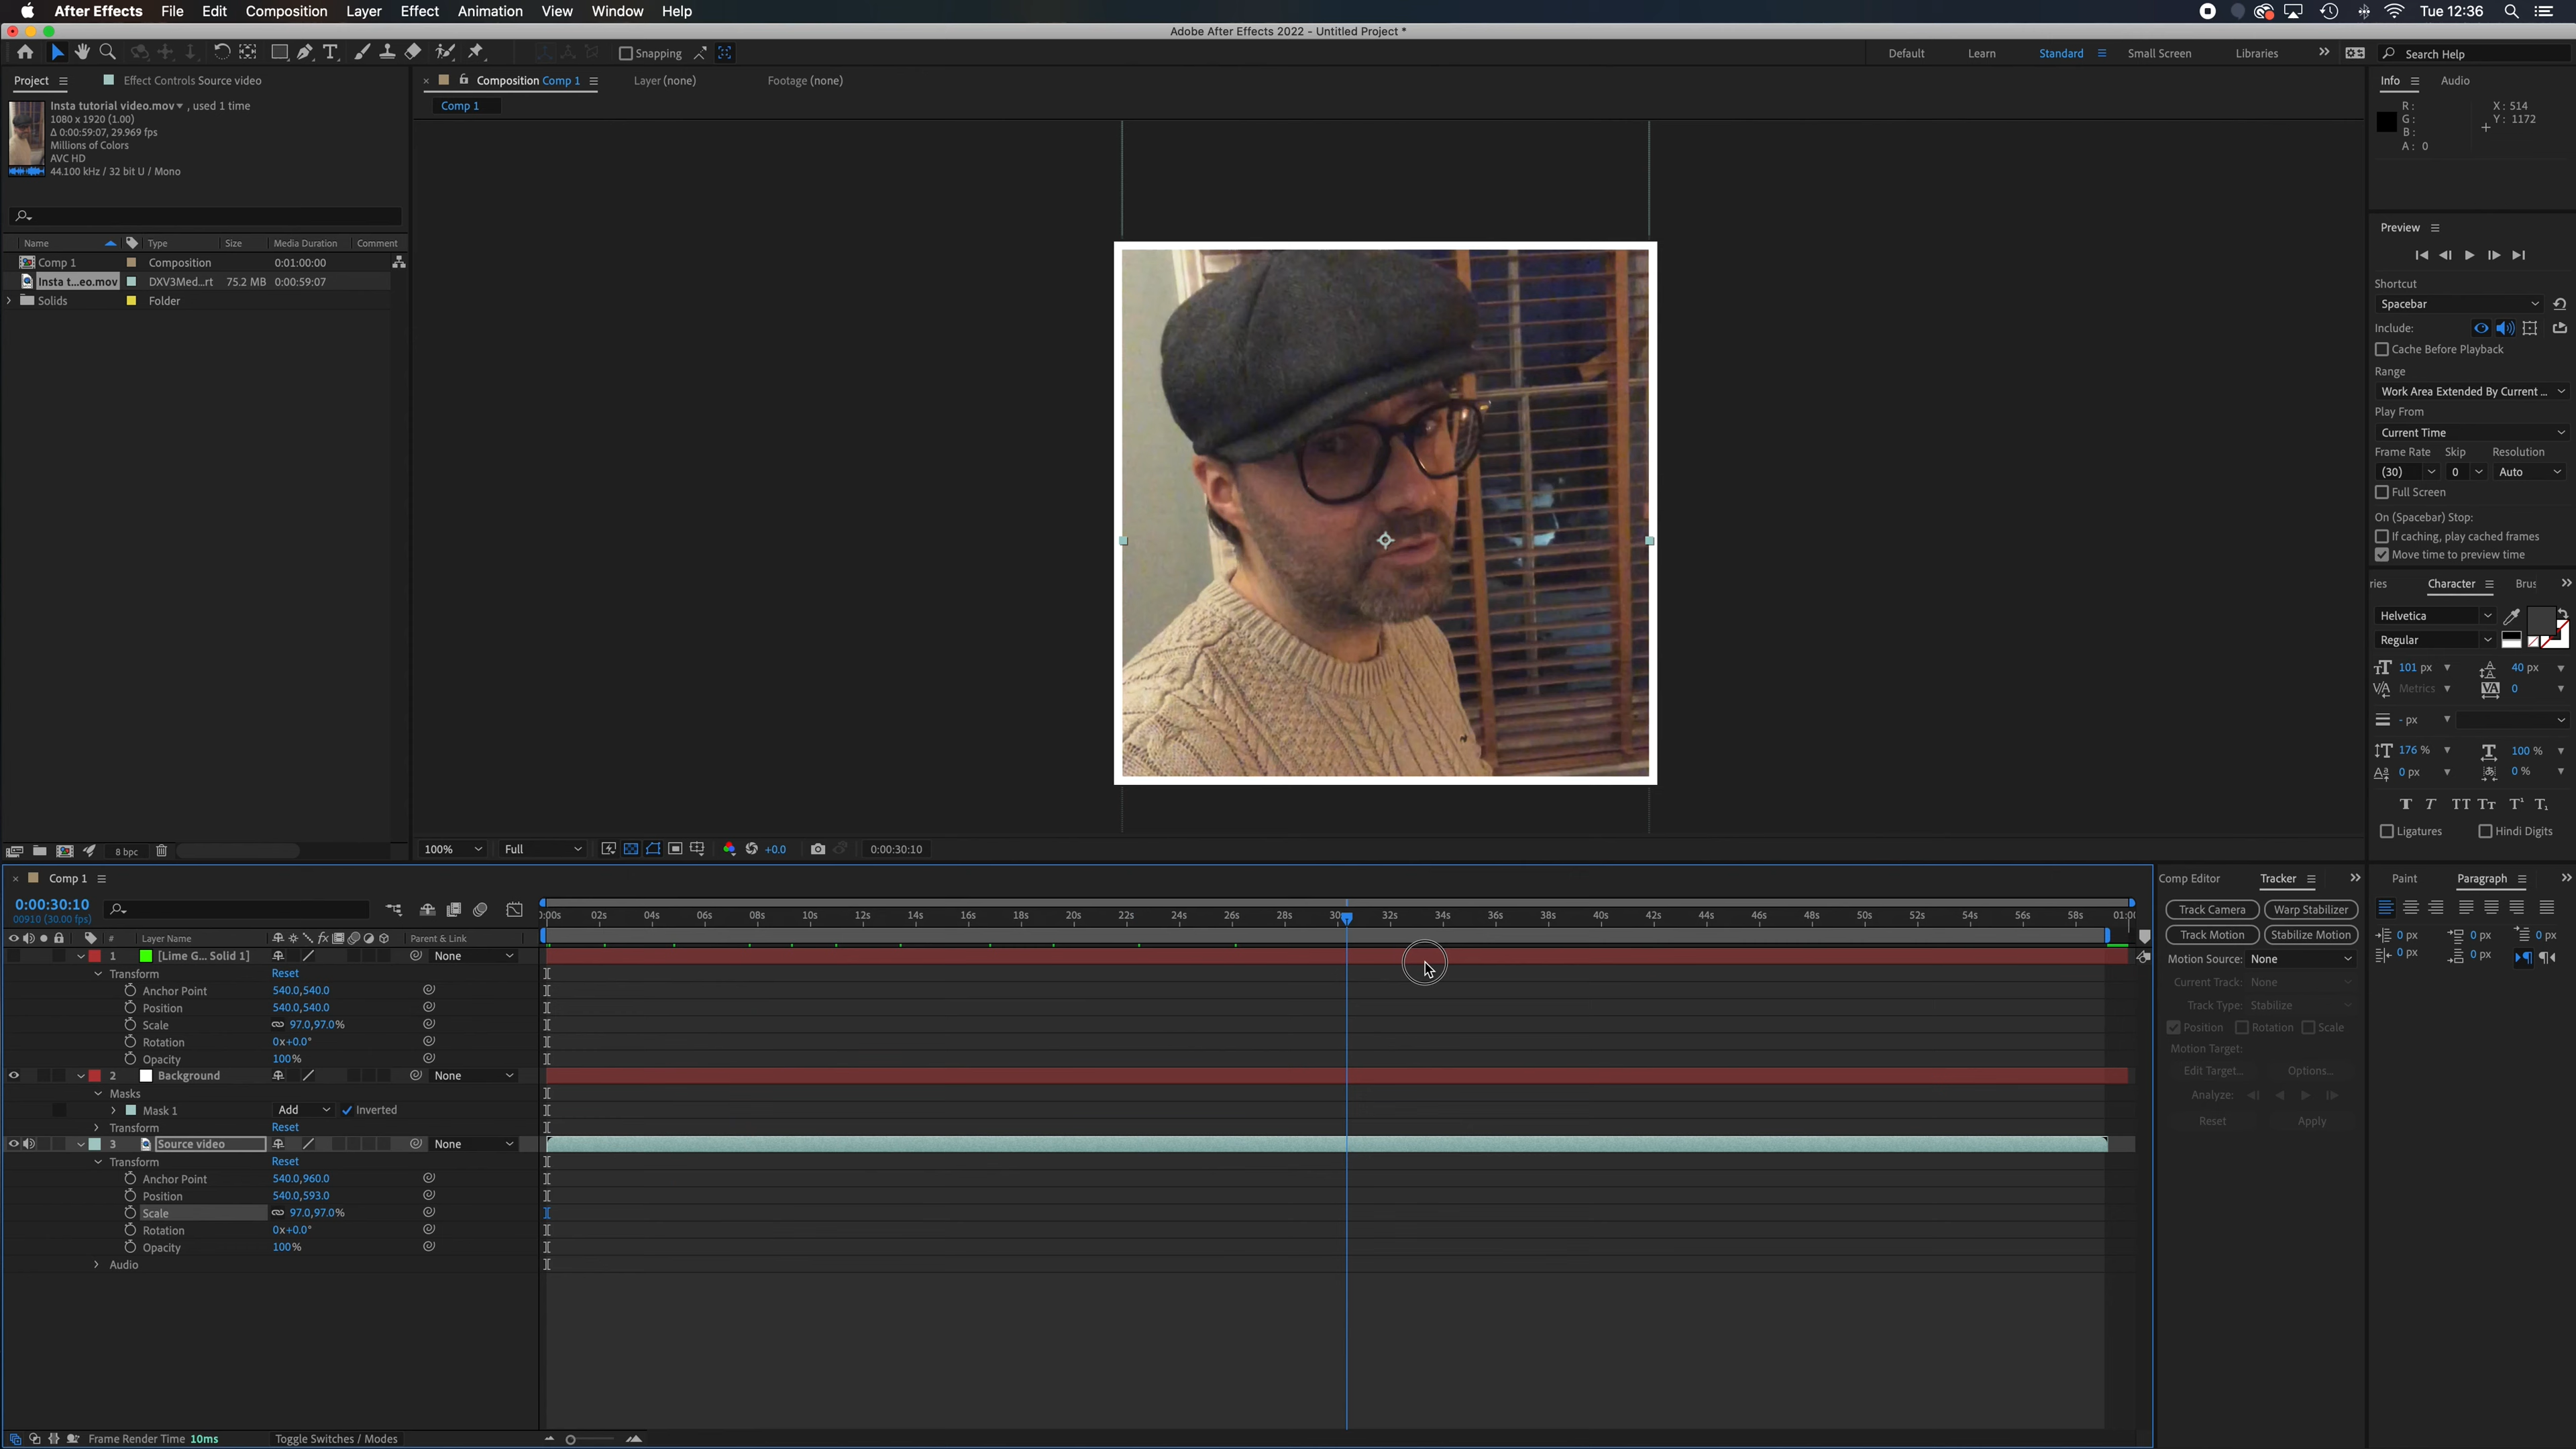 After Effects File Edit Composition Layer Effect Animation View Window Help Tue 12:36
Adobe After Effects 2022 - Untitled Project *
Snapping Default Learn Standard Small Screen Libraries Search Help
Project Effect Controls Source video Composition Comp 1 Layer (none) Footage (none) Info Audio
Insta tutorial video.mov , used 1 time
1080 x 1920 (1.00)
Δ 0:00:59:07, 29.969 fps
Millions of Colors
AVC HD
44.100 kHz / 32 bit U / Mono
Comp 1
R: X: 514
G: Y: 1172
B:
A: 0
Name Type Size Media Duration Comment
Comp 1 Composition 0:01:00:00
Insta t...eo.mov DXV3Med...rt 75.2 MB 0:00:59:07
Solids Folder
Preview
Shortcut
Spacebar
Include:
Cache Before Playback
Range
Work Area Extended By Current ...
Play From
Current Time
Frame Rate Skip Resolution
(30) 0 Auto
Full Screen
On (Spacebar) Stop:
If caching, play cached frames
Move time to preview time
ries Character Brus
Helvetica
Regular
101 px 40 px
Metrics 0
- px
176 % 100 %
0 px 0 %
Ligatures Hindi Digits
8 bpc 100% Full +0.0 0:00:30:10
Comp 1
0:00:30:10
00910 (30.00 fps)
0:00s 02s 04s 06s 08s 10s 12s 14s 16s 18s 20s 22s 24s 26s 28s 30s 32s 34s 36s 38s 40s 42s 44s 46s 48s 50s 52s 54s 56s 58s 01:00
# Layer Name fx Parent & Link
1 [Lime G... Solid 1] None
Transform Reset
Anchor Point 540.0,540.0
Position 540.0,540.0
Scale 97.0,97.0%
Rotation 0x+0.0°
Opacity 100%
2 Background None
Masks
Mask 1 Add Inverted
Transform Reset
3 Source video None
Transform Reset
Anchor Point 540.0,960.0
Position 540.0,593.0
Scale 97.0,97.0%
Rotation 0x+0.0°
Opacity 100%
Audio
Frame Render Time 10ms Toggle Switches / Modes
Comp Editor Tracker
Track Camera Warp Stabilizer
Track Motion Stabilize Motion
Motion Source: None
Current Track: None
Track Type: Stabilize
Position Rotation Scale
Motion Target:
Edit Target... Options...
Analyze:
Reset Apply
Paint Paragraph
0 px 0 px 0 px
0 px 0 px